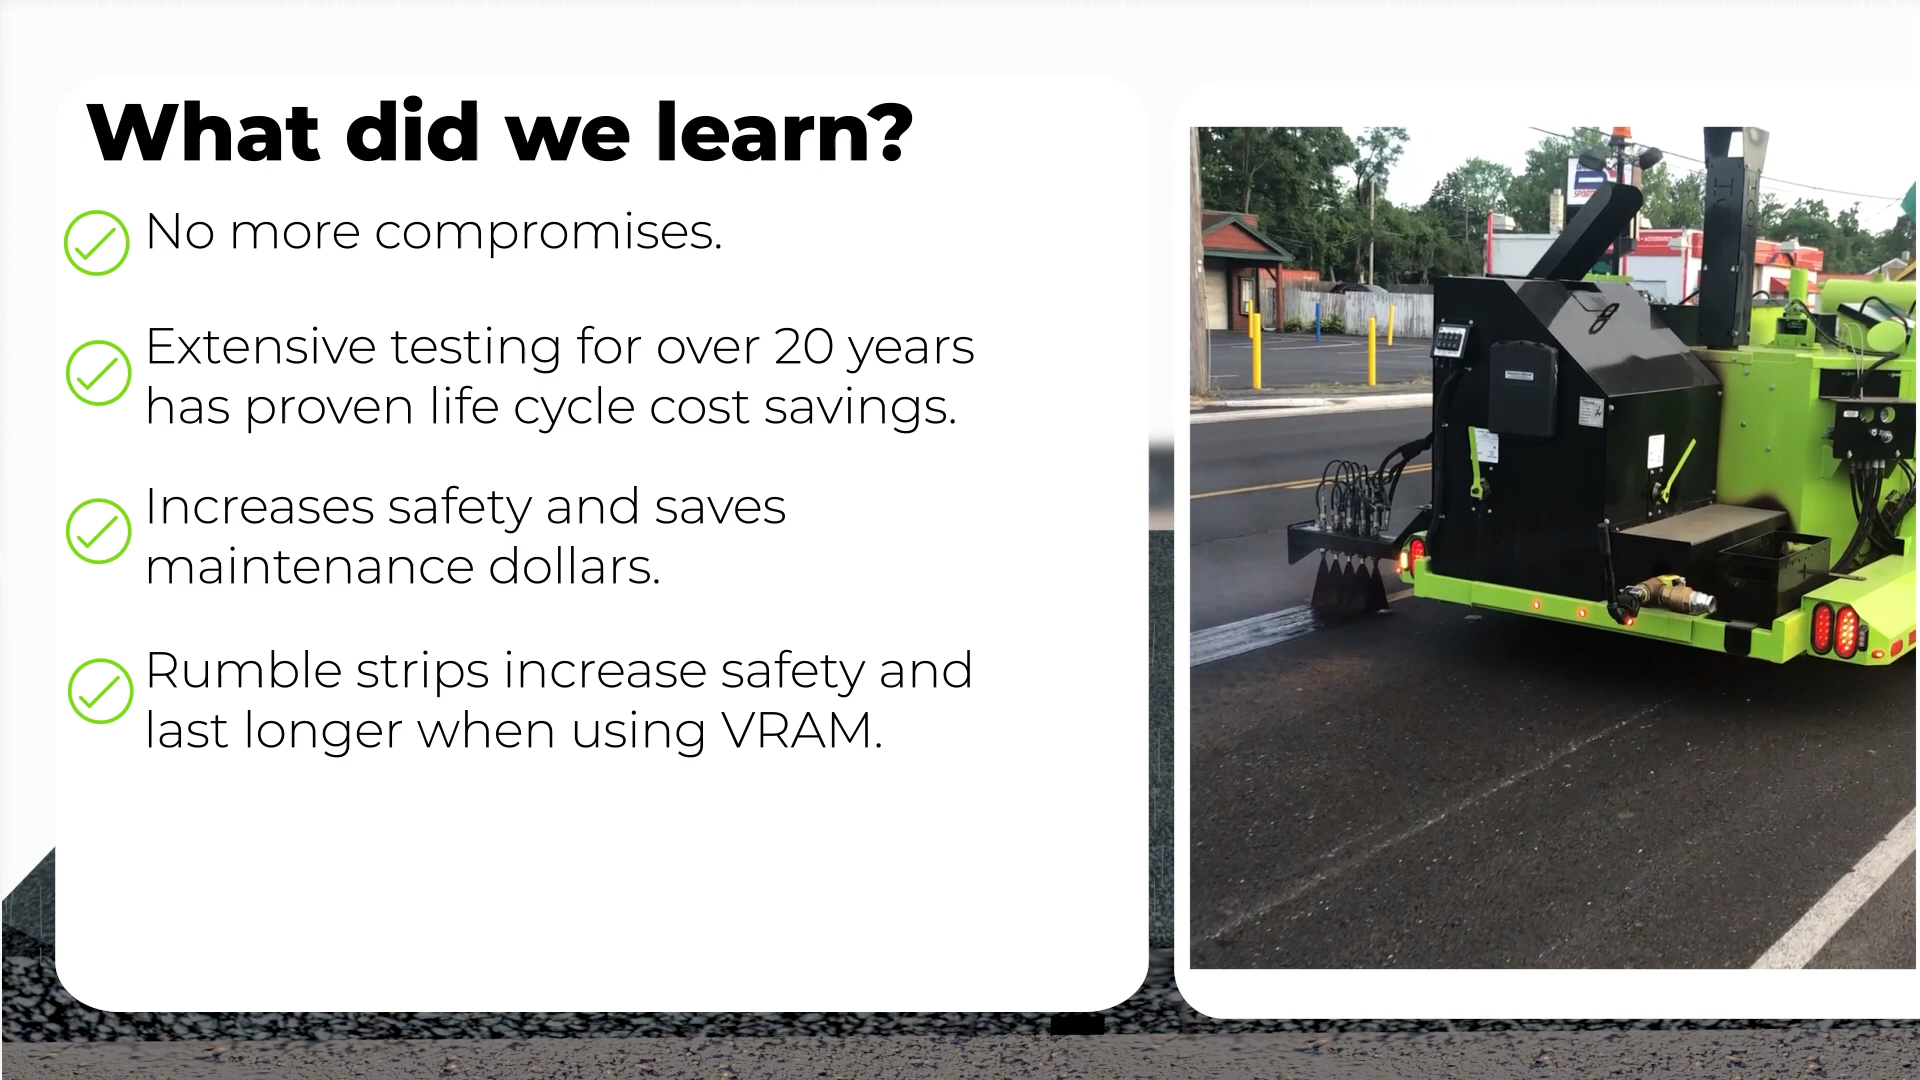 What did we learn?
No more compromises.
Extensive testing for over 20 years
has proven life cycle cost savings.
Increases safety and saves
maintenance dollars.
Rumble strips increase safety and
last longer when using VRAM.